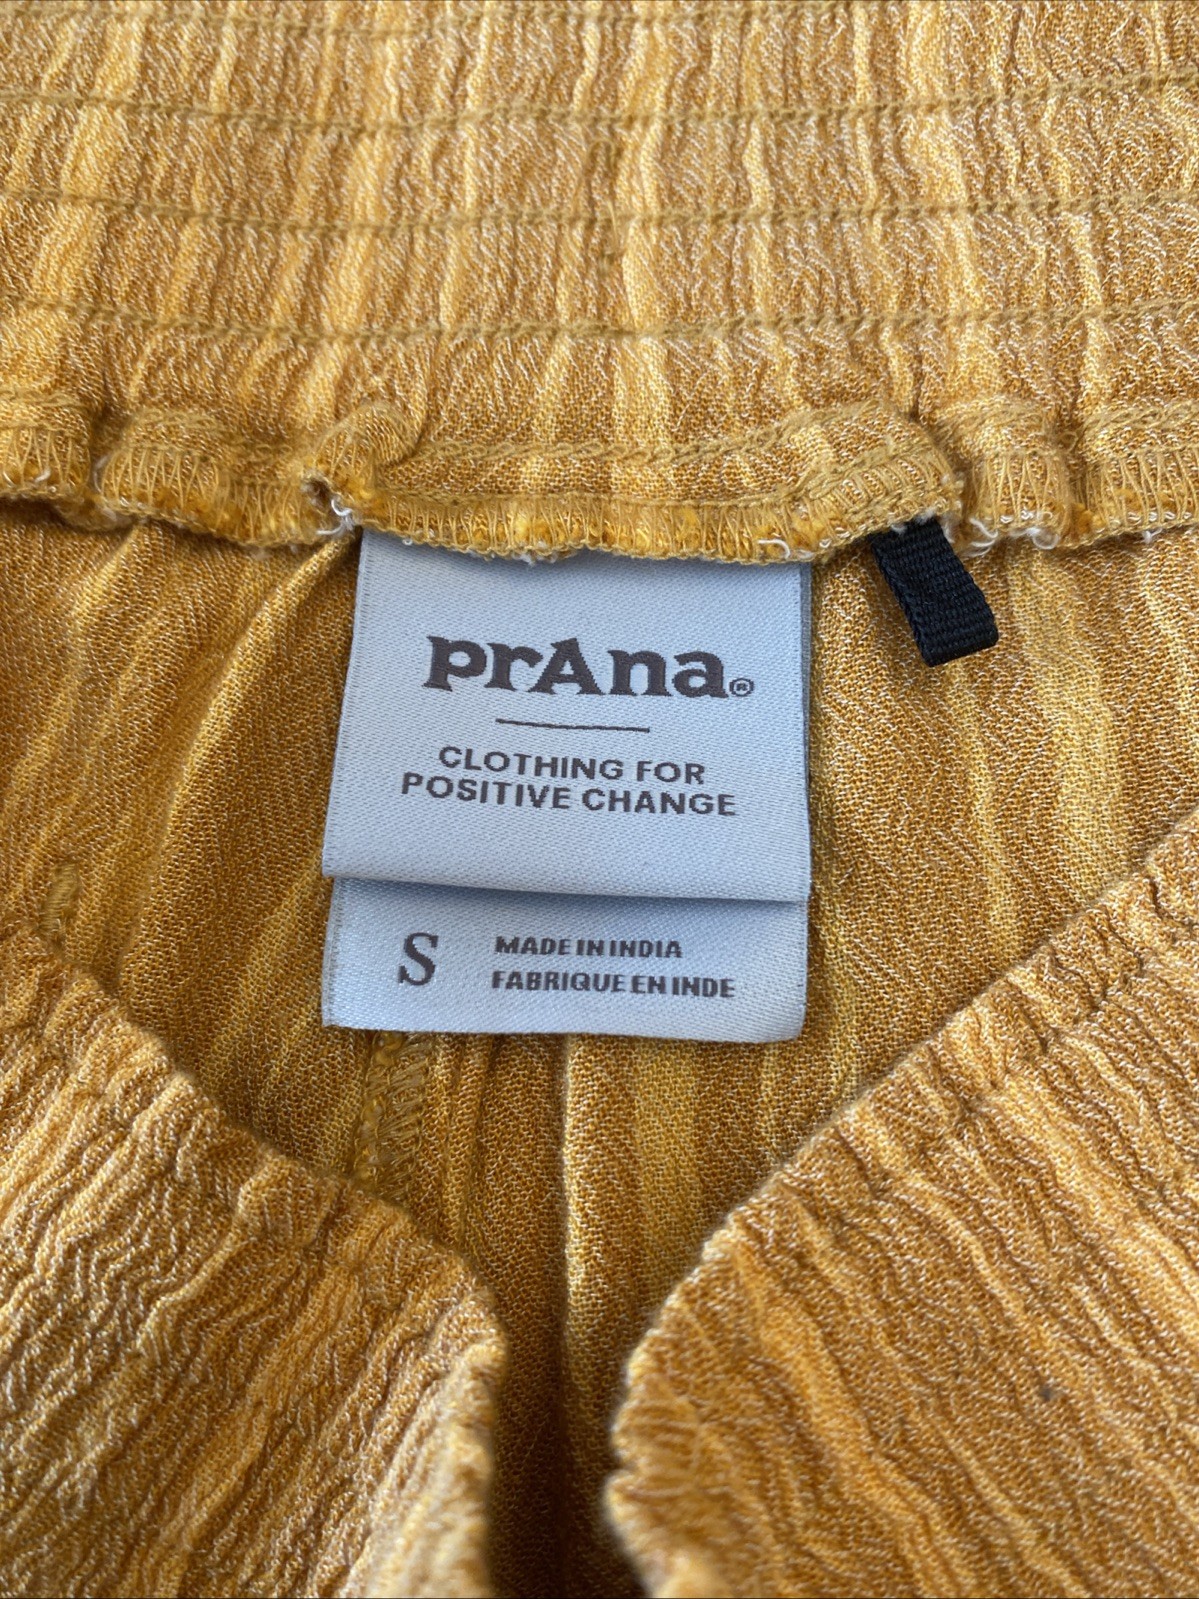 prAna®
CLOTHING FOR
POSITIVE CHANGE
S
MADE IN INDIA
FABRIQUE EN INDE